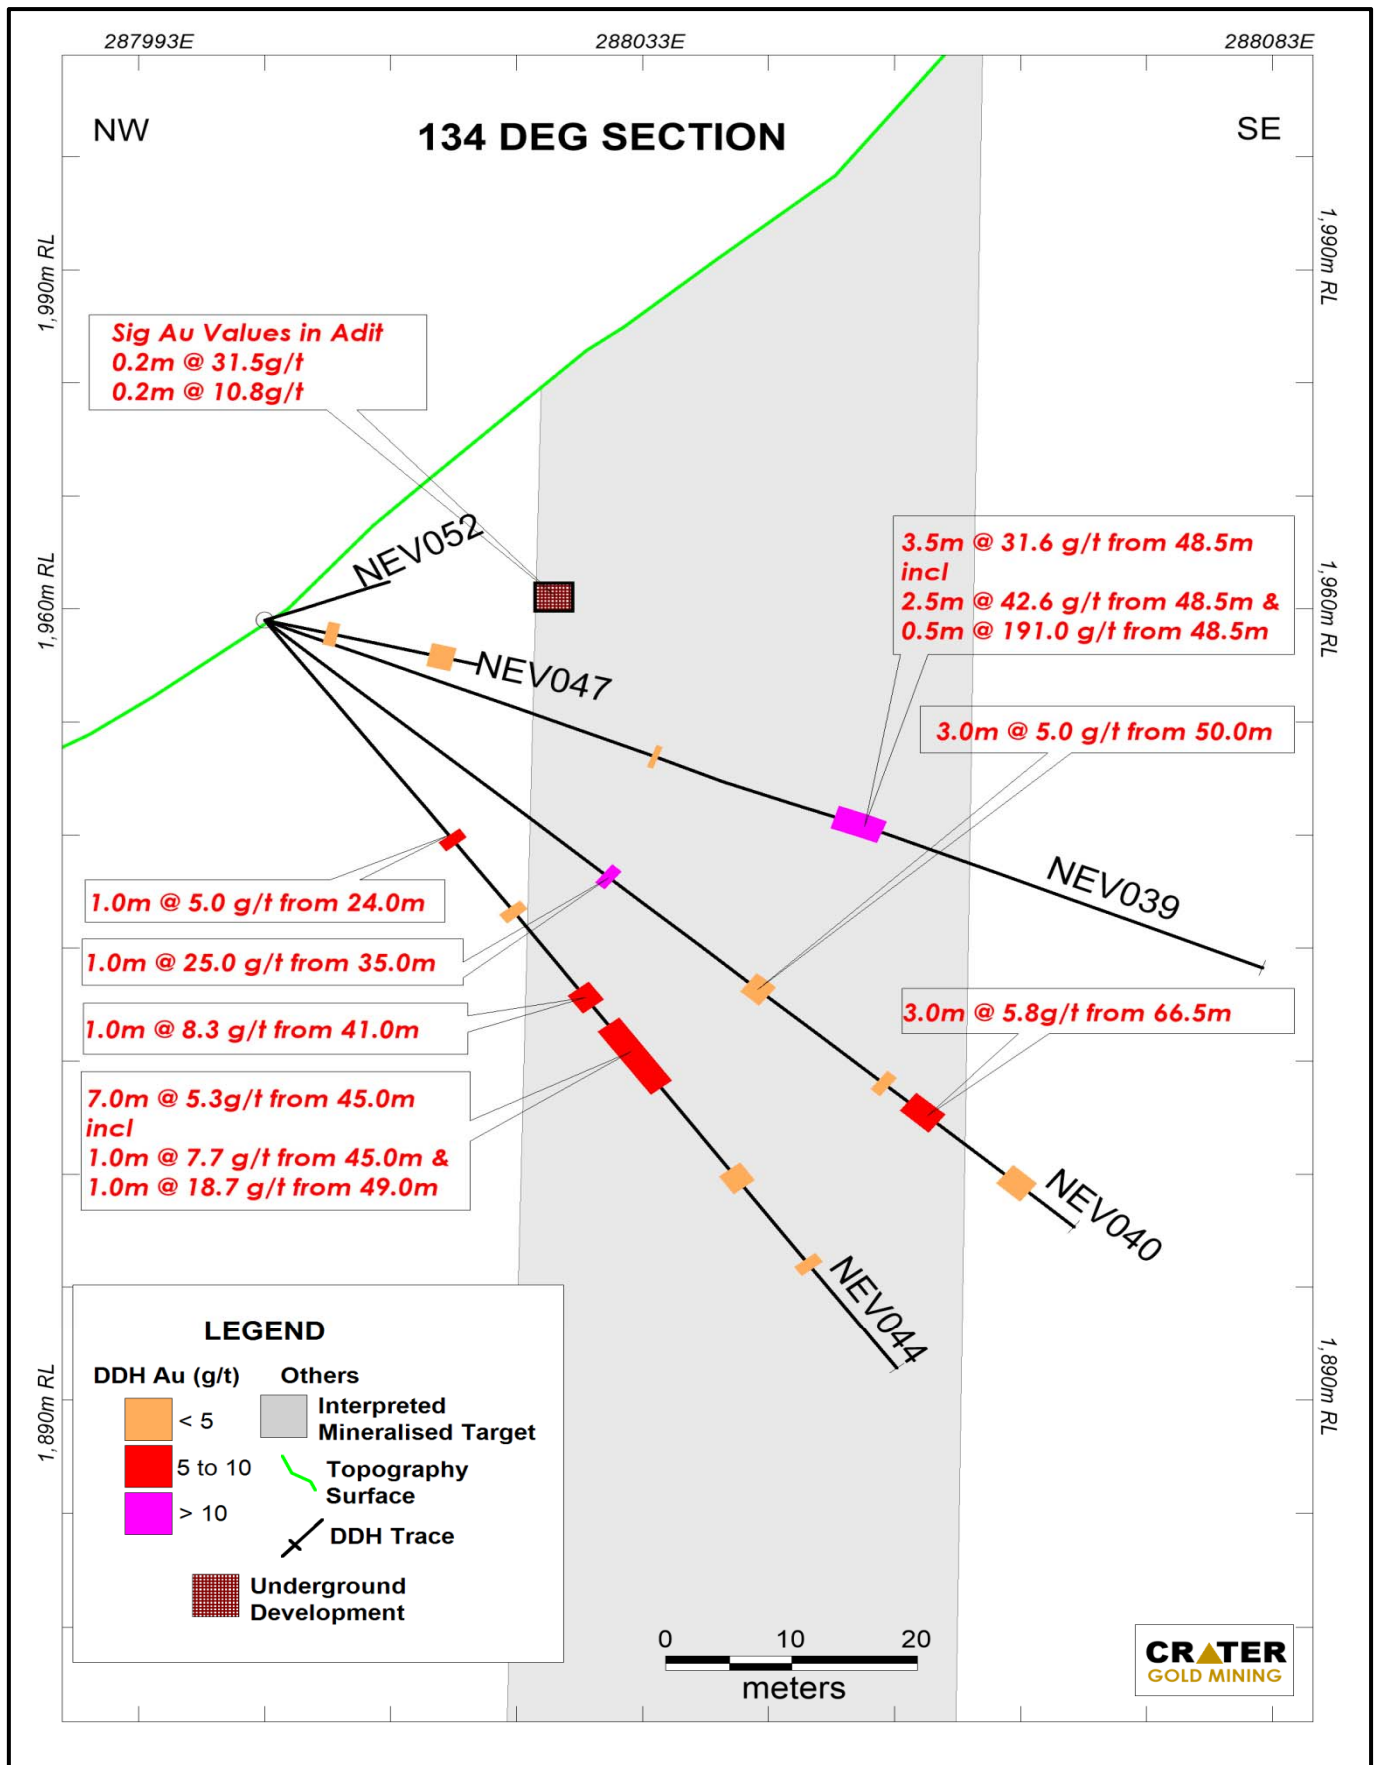 287993E
288033E
288083E
NW
134 DEG SECTION
SE
1,990m RL
1,990m RL
Sig Au Values in Adit
0.2m @ 31.5g/t
0.2m @ 10.8g/t
NEV052
3.5m @ 31.6 g/t from 48.5m
incl
2.5m @ 42.6 g/t from 48.5m &
0.5m @ 191.0 g/t from 48.5m
1,960m RL
1,960m RL
NEV047
3.0m @ 5.0 g/t from 50.0m
NEV039
1.0m @ 5.0 g/t from 24.0m
1.0m @ 25.0 g/t from 35.0m
1.0m @ 8.3 g/t from 41.0m
3.0m @ 5.8g/t from 66.5m
7.0m @ 5.3g/t from 45.0m
incl
1.0m @ 7.7 g/t from 45.0m &
1.0m @ 18.7 g/t from 49.0m
NEV040
NEV044
1,890m RL
1,890m RL
LEGEND
DDH Au (g/t)
< 5
5 to 10
> 10
Others
Interpreted
Mineralised Target
Topography
Surface
DDH Trace
Underground
Development
0 10 20
meters
CRATER
GOLD MINING